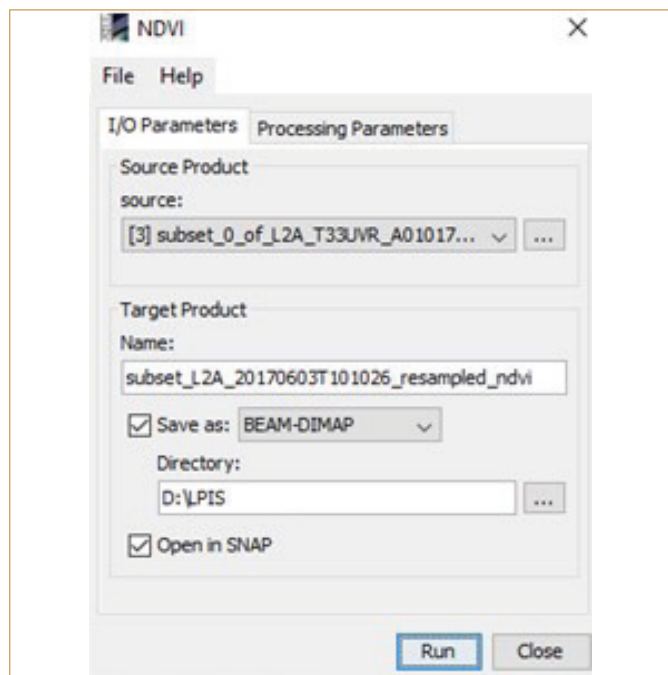 NDVI
File Help
I/O Parameters Processing Parameters
Source Product
source:
[3] subset_0_of_L2A_T33UVR_A01017... ...
Target Product
Name:
subset_L2A_20170603T101026_resampled_ndvi
Save as: BEAM-DIMAP
Directory:
D:\LPIS ...
Open in SNAP
Run Close